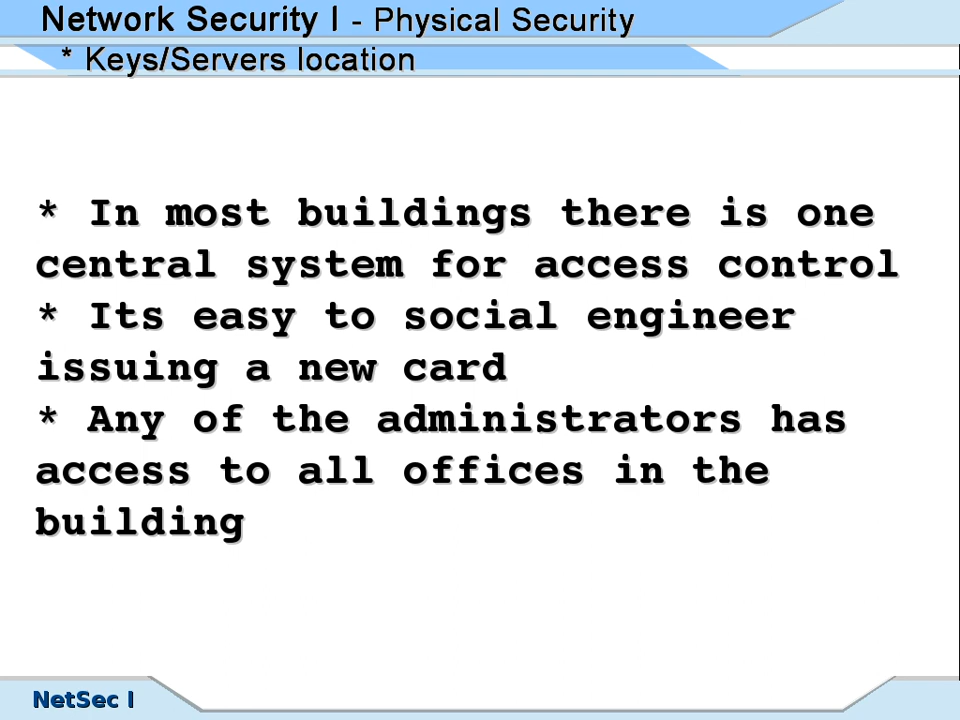 Network Security I - Physical Security
* Keys/Servers location
* In most buildings there is one
central system for access control
* Its easy to social engineer
issuing a new card
* Any of the administrators has
access to all offices in the
building
NetSec I